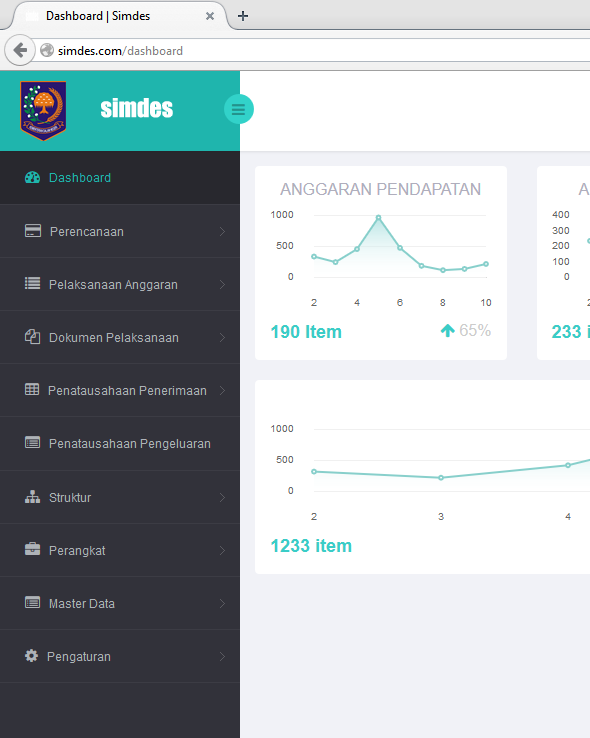 Dashboard | Simdes
simdes.com/dashboard
simdes
Dashboard
Perencanaan
Pelaksanaan Anggaran
Dokumen Pelaksanaan
Penatausahaan Penerimaan
Penatausahaan Pengeluaran
Struktur
Perangkat
Master Data
Pengaturan
ANGGARAN PENDAPATAN
1000
500
0
2 4 6 8 10
190 Item 65%
A
400
300
200
100
0
233 i
1000
500
0
2 3 4
1233 item